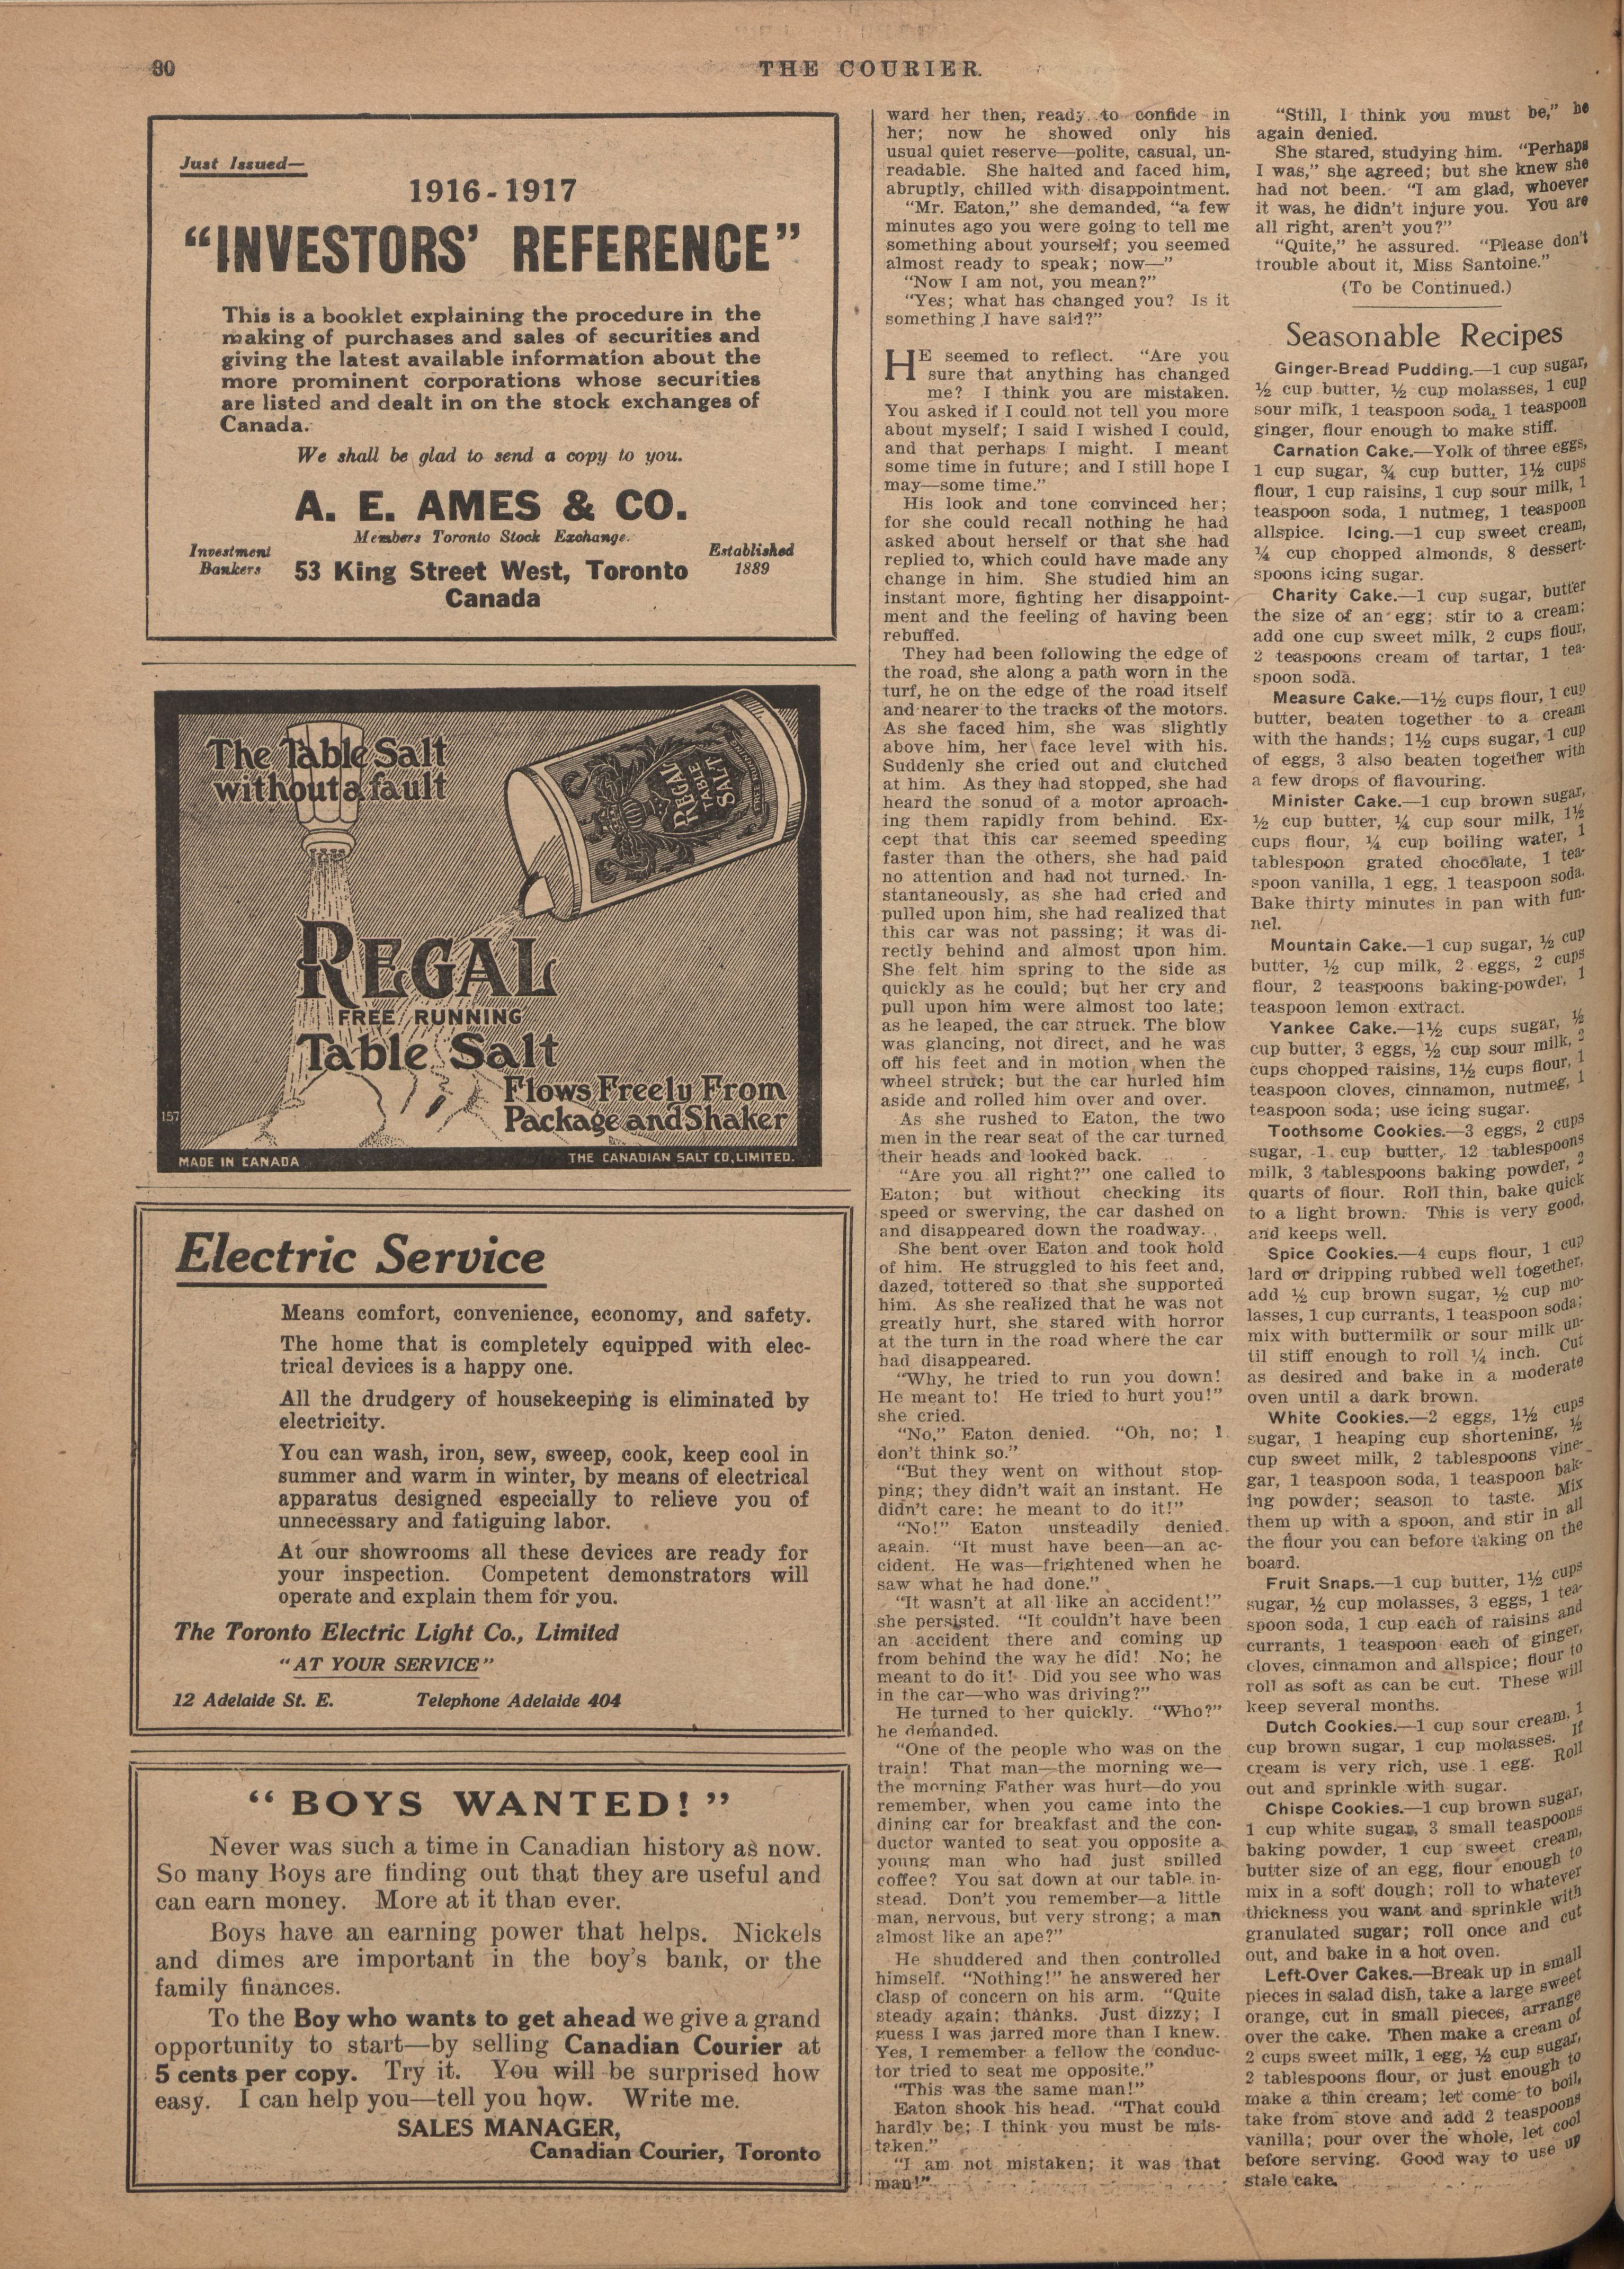 30
THE COURIER.
Just Issued—
1916-1917
“INVESTORS’ REFERENCE”
This is a booklet explaining the procedure in the
making of purchases and sales of securities and
giving the latest available information about the
more prominent corporations whose securities
are listed and dealt in on the stock exchanges of
Canada.
We shall be glad to send a copy to you.
A. E. AMES & CO.
Members Toronto Stock Exchange.
Investment
Bankers
53 King Street West, Toronto
Canada
Established
1889
The Table Salt
without a fault
REGAL
TABLE
SALT
REGAL
FREE RUNNING
Table Salt
Flows Freely From
Package and Shaker
157
MADE IN CANADA
THE CANADIAN SALT CO, LIMITED.
Electric Service
Means comfort, convenience, economy, and safety.
The home that is completely equipped with elec-
trical devices is a happy one.
All the drudgery of housekeeping is eliminated by
electricity.
You can wash, iron, sew, sweep, cook, keep cool in
summer and warm in winter, by means of electrical
apparatus designed especially to relieve you of
unnecessary and fatiguing labor.
At our showrooms all these devices are ready for
your inspection. Competent demonstrators will
operate and explain them for you.
The Toronto Electric Light Co., Limited
“AT YOUR SERVICE”
12 Adelaide St. E. Telephone Adelaide 404
“BOYS WANTED!”
Never was such a time in Canadian history as now.
So many Boys are finding out that they are useful and
can earn money. More at it than ever.
Boys have an earning power that helps. Nickels
and dimes are important in the boy’s bank, or the
family finances.
To the Boy who wants to get ahead we give a grand
opportunity to start—by selling Canadian Courier at
5 cents per copy. Try it. You will be surprised how
easy. I can help you—tell you how. Write me.
SALES MANAGER,
Canadian Courier, Toronto
ward her then, ready to confide in
her; now he showed only his
usual quiet reserve—polite, casual, un-
readable. She halted and faced him,
abruptly, chilled with disappointment.
“Mr. Eaton,” she demanded, “a few
minutes ago you were going to tell me
something about yourself; you seemed
almost ready to speak; now—”
“Now I am not, you mean?”
“Yes; what has changed you? Is it
something I have said?”
HE seemed to reflect. “Are you
sure that anything has changed
me? I think you are mistaken.
You asked if I could not tell you more
about myself; I said I wished I could,
and that perhaps I might. I meant
some time in future; and I still hope I
may—some time.”
His look and tone convinced her;
for she could recall nothing he had
asked about herself or that she had
replied to, which could have made any
change in him. She studied him an
instant more, fighting her disappoint-
ment and the feeling of having been
rebuffed.
They had been following the edge of
the road, she along a path worn in the
turf, he on the edge of the road itself
and nearer to the tracks of the motors.
As she faced him, she was slightly
above him, her face level with his.
Suddenly she cried out and clutched
at him. As they had stopped, she had
heard the sonud of a motor aproach-
ing them rapidly from behind. Ex-
cept that this car seemed speeding
faster than the others, she had paid
no attention and had not turned. In-
stantaneously, as she had cried and
pulled upon him, she had realized that
this car was not passing; it was di-
rectly behind and almost upon him.
She felt him spring to the side as
quickly as he could; but her cry and
pull upon him were almost too late;
as he leaped, the car struck. The blow
was glancing, not direct, and he was
off his feet and in motion when the
wheel struck; but the car hurled him
aside and rolled him over and over.
As she rushed to Eaton, the two
men in the rear seat of the car turned
their heads and looked back.
“Are you all right?” one called to
Eaton; but without checking its
speed or swerving, the car dashed on
and disappeared down the roadway.
She bent over Eaton and took hold
of him. He struggled to his feet and,
dazed, tottered so that she supported
him. As she realized that he was not
greatly hurt, she stared with horror
at the turn in the road where the car
had disappeared.
“Why, he tried to run you down!
He meant to! He tried to hurt you!”
she cried.
“No,” Eaton denied. “Oh, no; I
don’t think so.”
“But they went on without stop-
ping; they didn’t wait an instant. He
didn’t care; he meant to do it!”
“No!” Eaton unsteadily denied
again. “It must have been—an ac-
cident. He was—frightened when he
saw what he had done.”
“It wasn’t at all like an accident!”
she persisted. “It couldn’t have been
an accident there and coming up
from behind the way he did! No; he
meant to do it! Did you see who was
in the car—who was driving?”
He turned to her quickly. “Who?”
he demanded.
“One of the people who was on the
train! That man—the morning we—
the morning Father was hurt—do you
remember, when you came into the
dining car for breakfast and the con-
ductor wanted to seat you opposite a
young man who had just spilled
coffee? You sat down at our table in-
stead. Don’t you remember—a little
man, nervous, but very strong; a man
almost like an ape?”
He shuddered and then controlled
himself. “Nothing!” he answered her
clasp of concern on his arm. “Quite
steady again; thanks. Just dizzy; I
guess I was jarred more than I knew.
Yes, I remember a fellow the conduc-
tor tried to seat me opposite.”
“This was the same man!”
Eaton shook his head. “That could
hardly be; I think you must be mis-
taken.”
“I am not mistaken; it was that
man!”
“Still, I think you must be,” he
again denied.
She stared, studying him. “Perhaps
I was,” she agreed; but she knew she
had not been. “I am glad, whoever
it was, he didn’t injure you. You are
all right, aren’t you?”
“Quite,” he assured. “Please don’t
trouble about it, Miss Santoine.”
(To be Continued.)
Seasonable Recipes
Ginger-Bread Pudding.—1 cup sugar,
½ cup butter, ½ cup molasses, 1 cup
sour milk, 1 teaspoon soda, 1 teaspoon
ginger, flour enough to make stiff.
Carnation Cake.—Yolk of three eggs,
1 cup sugar, ¾ cup butter, 1½ cups
flour, 1 cup raisins, 1 cup sour milk, 1
teaspoon soda, 1 nutmeg, 1 teaspoon
allspice. Icing.—1 cup sweet cream,
¾ cup chopped almonds, 8 dessert-
spoons icing sugar.
Charity Cake.—1 cup sugar, butter
the size of an egg; stir to a cream;
add one cup sweet milk, 2 cups flour,
2 teaspoons cream of tartar, 1 tea-
spoon soda.
Measure Cake.—1½ cups flour, 1 cup
butter, beaten together to a cream
with the hands; 1½ cups sugar, 1 cup
of eggs, 3 also beaten together with
a few drops of flavouring.
Minister Cake.—1 cup brown sugar,
½ cup butter, ¼ cup sour milk, 1½
cups flour, ¼ cup boiling water, 1
tablespoon grated chocolate, 1 tea-
spoon vanilla, 1 egg, 1 teaspoon soda.
Bake thirty minutes in pan with fun-
nel.
Mountain Cake.—1 cup sugar, ½ cup
butter, ½ cup milk, 2 eggs, 2 cups
flour, 2 teaspoons baking-powder, 1
teaspoon lemon extract.
Yankee Cake.—1½ cups sugar, ½
cup butter, 3 eggs, ½ cup sour milk, 2
cups chopped raisins, 1½ cups flour, 1
teaspoon cloves, cinnamon, nutmeg, 1
teaspoon soda; use icing sugar.
Toothsome Cookies.—3 eggs, 2 cups
sugar, 1 cup butter, 12 tablespoons
milk, 3 tablespoons baking powder, 2
quarts of flour. Roll thin, bake quick
to a light brown. This is very good,
and keeps well.
Spice Cookies.—4 cups flour, 1 cup
lard or dripping rubbed well together,
add ½ cup brown sugar, ½ cup mo-
lasses, 1 cup currants, 1 teaspoon soda;
mix with buttermilk or sour milk un-
til stiff enough to roll ¼ inch. Cut
as desired and bake in a moderate
oven until a dark brown.
White Cookies.—2 eggs, 1½ cups
sugar, 1 heaping cup shortening, ½
cup sweet milk, 2 tablespoons vine-
gar, 1 teaspoon soda, 1 teaspoon bak-
ing powder; season to taste. Mix
them up with a spoon, and stir in all
the flour you can before taking on the
board.
Fruit Snaps.—1 cup butter, 1½ cups
sugar, ½ cup molasses, 3 eggs, 1 tea-
spoon soda, 1 cup each of raisins and
currants, 1 teaspoon each of ginger,
cloves, cinnamon and allspice; flour to
roll as soft as can be cut. These will
keep several months.
Dutch Cookies.—1 cup sour cream, 1
cup brown sugar, 1 cup molasses. If
cream is very rich, use 1 egg. Roll
out and sprinkle with sugar.
Chispe Cookies.—1 cup brown sugar,
1 cup white sugar, 3 small teaspoons
baking powder, 1 cup sweet cream,
butter size of an egg, flour enough to
mix in a soft dough; roll to whatever
thickness you want and sprinkle with
granulated sugar; roll once and cut
out, and bake in a hot oven.
Left-Over Cakes.—Break up in small
pieces in salad dish, take a large sweet
orange, cut in small pieces, arrange
over the cake. Then make a cream of
2 cups sweet milk, 1 egg, ½ cup sugar,
2 tablespoons flour, or just enough to
make a thin cream; let come to boil,
take from stove and add 2 teaspoons
vanilla; pour over the whole, let cool
before serving. Good way to use up
stale cake.